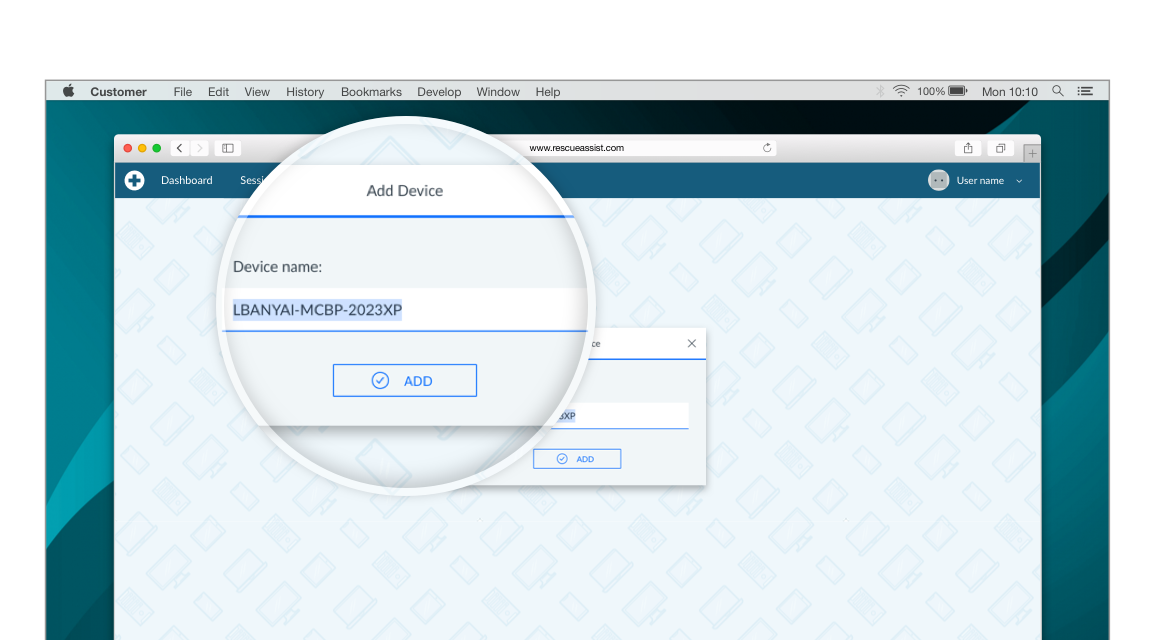 Customer File Edit View History Bookmarks Develop Window Help 100% Mon 10:10
www.rescueassist.com
Dashboard Sessi User name
Add Device
Device name:
LBANYAI-MCBP-2023XP
ADD
ce
3XP
ADD